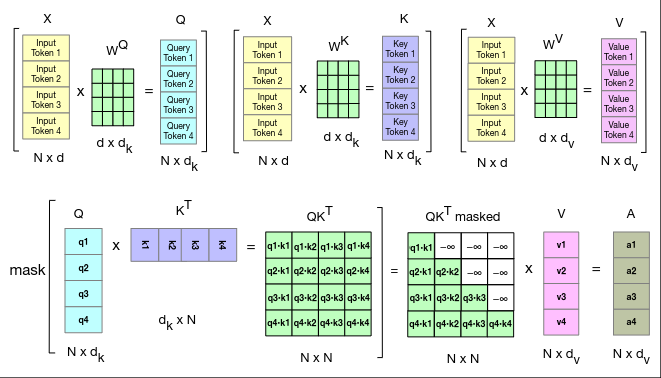 X
W^Q
Q
X
W^K
K
X
W^V
V
Input Token 1
Input Token 2
Input Token 3
Input Token 4
x
=
Query Token 1
Query Token 2
Query Token 3
Query Token 4
Input Token 1
Input Token 2
Input Token 3
Input Token 4
x
=
Key Token 1
Key Token 2
Key Token 3
Key Token 4
Input Token 1
Input Token 2
Input Token 3
Input Token 4
x
=
Value Token 1
Value Token 2
Value Token 3
Value Token 4
N x d
d x d_k
N x d_k
N x d
d x d_k
N x d_k
N x d
d x d_v
N x d_v
Q
K^T
QK^T
QK^T masked
V
A
mask
q1
q2
q3
q4
x
k1 k2 k3 k4
=
q1·k1 q1·k2 q1·k3 q1·k4
q2·k1 q2·k2 q2·k3 q2·k4
q3·k1 q3·k2 q3·k3 q3·k4
q4·k1 q4·k2 q4·k3 q4·k4
=
q1·k1 −∞ −∞ −∞
q2·k1 q2·k2 −∞ −∞
q3·k1 q3·k2 q3·k3 −∞
q4·k1 q4·k2 q4·k3 q4·k4
x
v1
v2
v3
v4
=
a1
a2
a3
a4
N x d_k
d_k x N
N x N
N x N
N x d_v
N x d_v